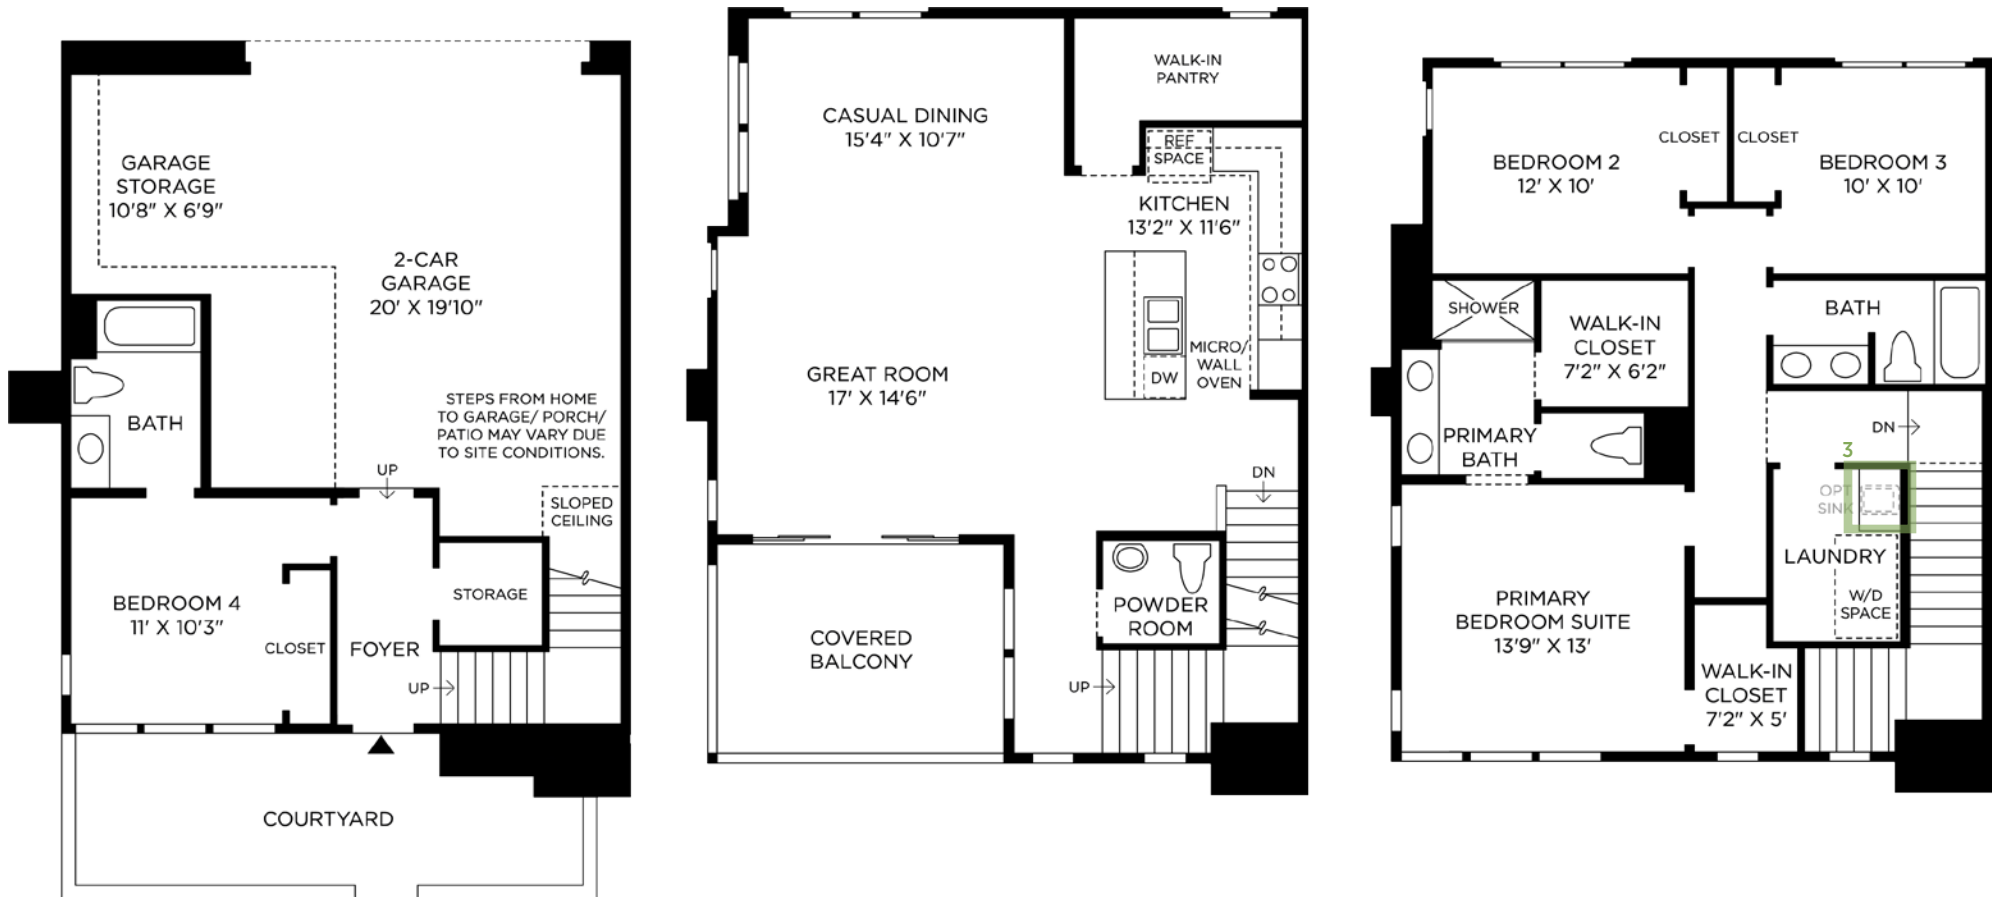 GARAGE
STORAGE
10'8" X 6'9"
2-CAR
GARAGE
20' X 19'10"
STEPS FROM HOME
TO GARAGE/ PORCH/
PATIO MAY VARY DUE
TO SITE CONDITIONS.
BATH
UP
SLOPED
CEILING
BEDROOM 4
11' X 10'3"
CLOSET
FOYER
STORAGE
UP
COURTYARD
CASUAL DINING
15'4" X 10'7"
WALK-IN
PANTRY
REF
SPACE
KITCHEN
13'2" X 11'6"
MICRO/
WALL
OVEN
DW
GREAT ROOM
17' X 14'6"
DN
POWDER
ROOM
COVERED
BALCONY
UP
BEDROOM 2
12' X 10'
CLOSET
CLOSET
BEDROOM 3
10' X 10'
SHOWER
WALK-IN
CLOSET
7'2" X 6'2"
BATH
PRIMARY
BATH
DN
3
OPT
SINK
LAUNDRY
W/D
SPACE
PRIMARY
BEDROOM SUITE
13'9" X 13'
WALK-IN
CLOSET
7'2" X 5'